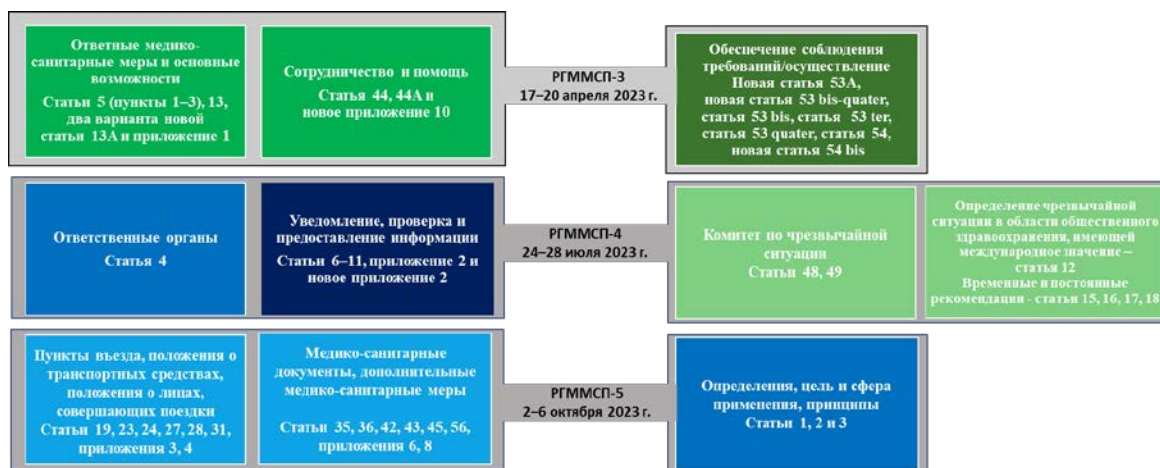 Ответные медико-
санитарные меры и основные
возможности
Статьи 5 (пункты 1–3), 13,
два варианта новой
статьи 13A и приложение 1
Сотрудничество и помощь
Статья 44, 44A и
новое приложение 10
РГММСП-3
17–20 апреля 2023 г.
Обеспечение соблюдения
требований/осуществление
Новая статья 53A,
новая статья 53 bis-quater,
статья 53 bis, статья 53 ter,
статья 53 quater, статья 54,
новая статья 54 bis
Ответственные органы
Статья 4
Уведомление, проверка и
предоставление информации
Статьи 6–11, приложение 2 и
новое приложение 2
РГММСП-4
24–28 июля 2023 г.
Комитет по чрезвычайной
ситуации
Статьи 48, 49
Определение чрезвычайной
ситуации в области общественного
здравоохранения, имеющей
международное значение –
статья 12
Временные и постоянные
рекомендации - статьи 15, 16, 17, 18
Пункты въезда, положения о
транспортных средствах,
положения о лицах,
совершающих поездки
Статьи 19, 23, 24, 27, 28, 31,
приложения 3, 4
Медико-санитарные
документы, дополнительные
медико-санитарные меры
Статьи 35, 36, 42, 43, 45, 56,
приложения 6, 8
РГММСП-5
2–6 октября 2023 г.
Определения, цель и сфера
применения, принципы
Статьи 1, 2 и 3